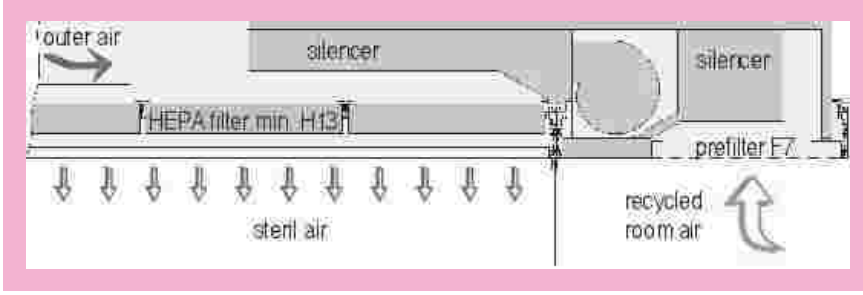 outer air
silencer
silencer
HEPA filter min. H13
prefilter F7
steril air
recycled
room air